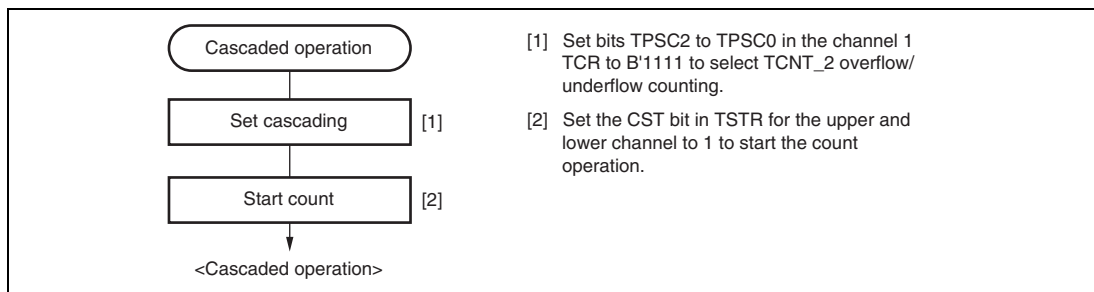 Cascaded operation
Set cascading [1]
Start count [2]
<Cascaded operation>
[1] Set bits TPSC2 to TPSC0 in the channel 1
TCR to B'1111 to select TCNT_2 overflow/
underflow counting.
[2] Set the CST bit in TSTR for the upper and
lower channel to 1 to start the count
operation.